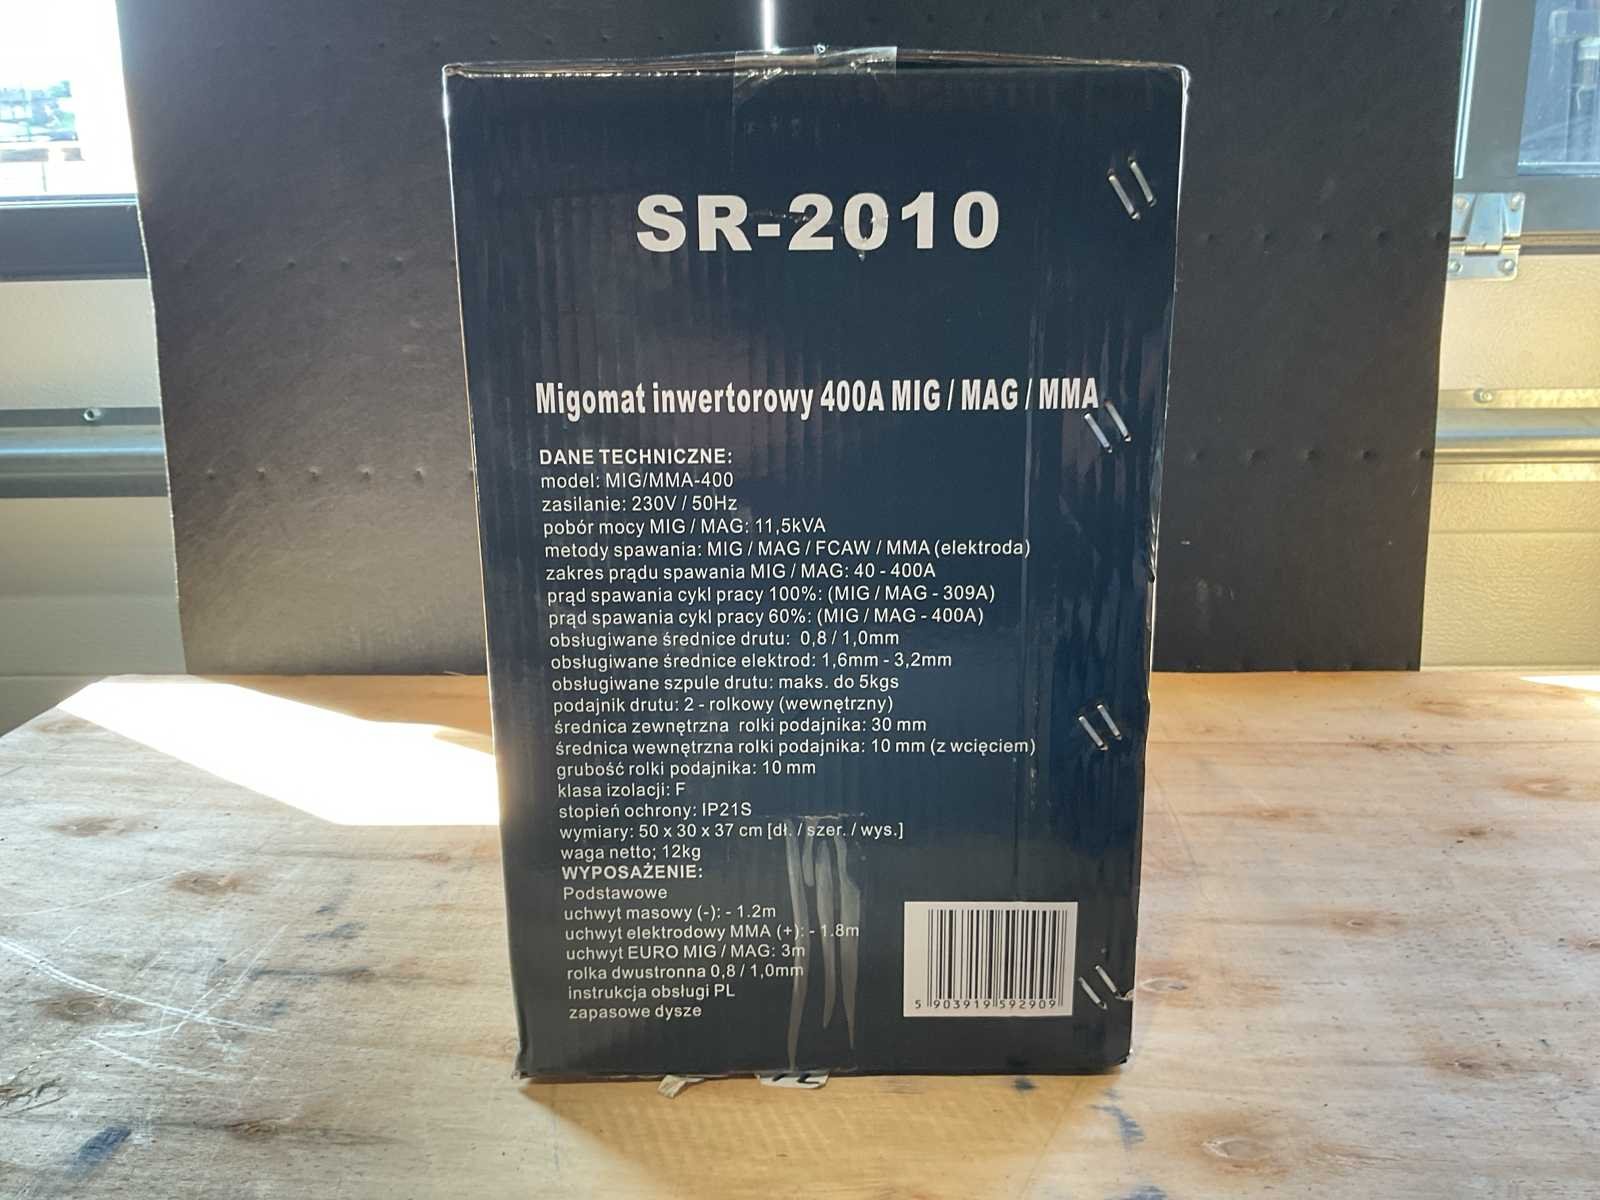 SR-2010
Migomat inwertorowy 400A MIG / MAG / MMA
DANE TECHNICZNE:
model: MIG/MMA-400
zasilanie: 230V / 50Hz
pobór mocy MIG / MAG: 11,5kVA
metody spawania: MIG / MAG / FCAW / MMA (elektroda)
zakres prądu spawania MIG / MAG: 40 - 400A
prąd spawania cykl pracy 100%: (MIG / MAG - 309A)
prąd spawania cykl pracy 60%: (MIG / MAG - 400A)
obsługiwane średnice drutu: 0,8 / 1,0mm
obsługiwane średnice elektrod: 1,6mm - 3,2mm
obsługiwane szpule drutu: maks. do 5kgs
podajnik drutu: 2 - rolkowy (wewnętrzny)
średnica zewnętrzna rolki podajnika: 30 mm
średnica wewnętrzna rolki podajnika: 10 mm (z wcięciem)
grubość rolki podajnika: 10 mm
klasa izolacji: F
stopień ochrony: IP21S
wymiary: 50 x 30 x 37 cm [dł. / szer. / wys.]
waga netto; 12kg
WYPOSAŻENIE:
Podstawowe
uchwyt masowy (-): - 1.2m
uchwyt elektrodowy MMA (+): - 1.8m
uchwyt EURO MIG / MAG: 3m
rolka dwustronna 0,8 / 1,0mm
instrukcja obsługi PL
zapasowe dysze
5 903919 592909